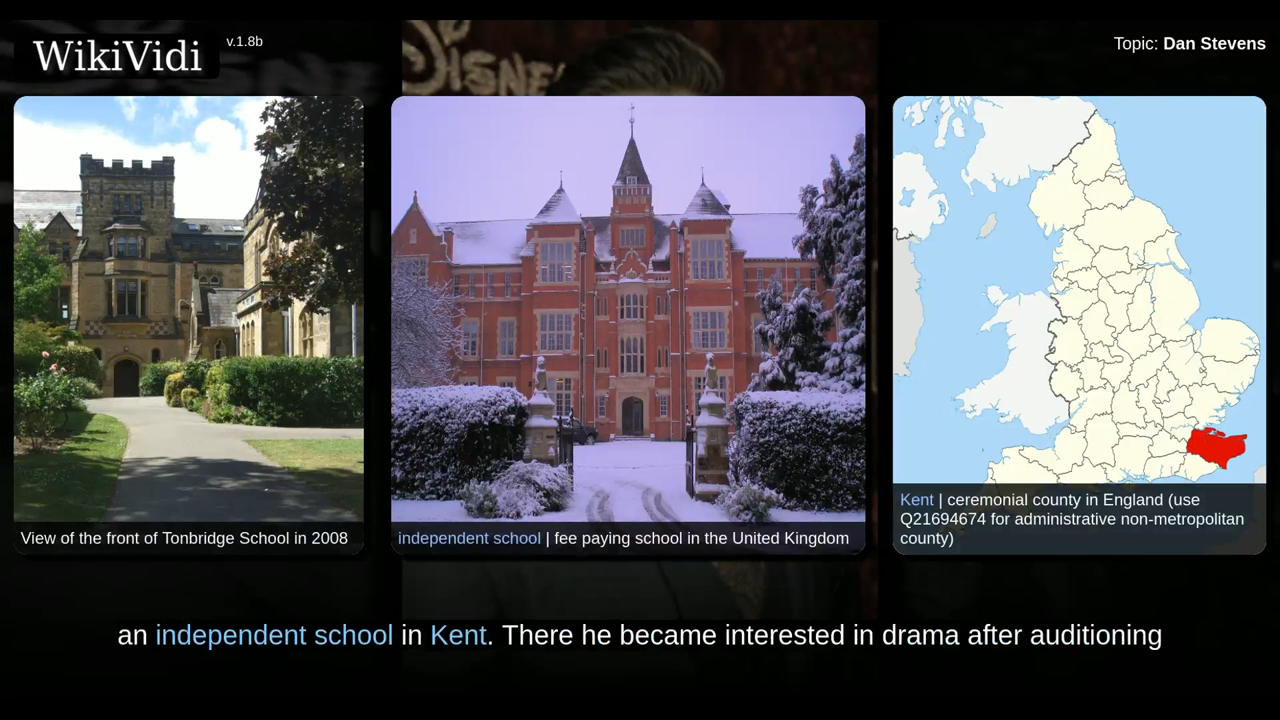 WikiVidi
v.1.8b
Topic: Dan Stevens
DISNEY
View of the front of Tonbridge School in 2008
independent school | fee paying school in the United Kingdom
Kent | ceremonial county in England (use
Q21694674 for administrative non-metropolitan
county)
an independent school in Kent. There he became interested in drama after auditioning